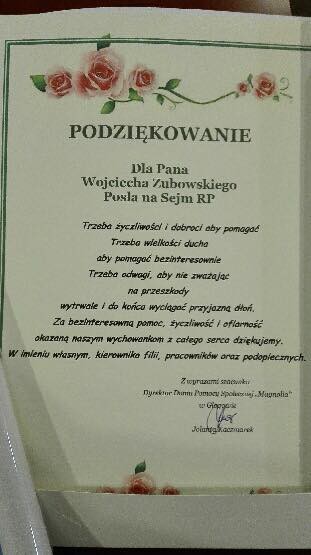 PODZIĘKOWANIE
Dla Pana
Wojciecha Zubowskiego
Posła na Sejm RP
Trzeba życzliwości i dobroci aby pomagać
Trzeba wielkości ducha
aby pomagać bezinteresownie
Trzeba odwagi, aby nie zważając
na przeszkody
wytrwale i do końca wyciągać przyjazną dłoń.
Za bezinteresowną pomoc, życzliwość i ofiarność
okazaną naszym wychowankom z całego serca dziękujemy.
W imieniu własnym, kierownika filii, pracowników oraz podopiecznych.
Z wyrazami szacunku
Dyrektor Domu Pomocy Społecznej „Magnolia”
w Głogowie
Jolanta Kaczmarek